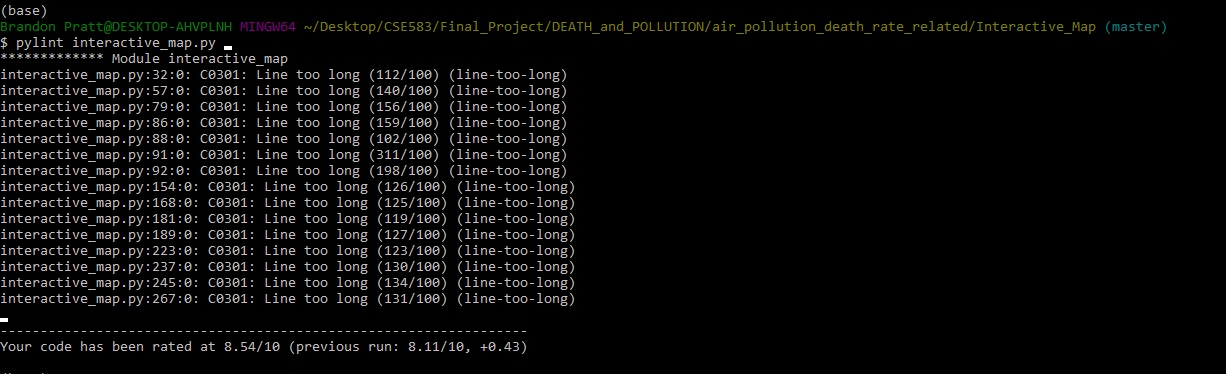 (base)
Brandon Pratt@DESKTOP-AHVPLNH MINGW64 ~/Desktop/CSE583/Final_Project/DEATH_and_POLLUTION/air_pollution_death_rate_related/Interactive_Map (master)
$ pylint interactive_map.py
************* Module interactive_map
interactive_map.py:32:0: C0301: Line too long (112/100) (line-too-long)
interactive_map.py:57:0: C0301: Line too long (140/100) (line-too-long)
interactive_map.py:79:0: C0301: Line too long (156/100) (line-too-long)
interactive_map.py:86:0: C0301: Line too long (159/100) (line-too-long)
interactive_map.py:88:0: C0301: Line too long (102/100) (line-too-long)
interactive_map.py:91:0: C0301: Line too long (311/100) (line-too-long)
interactive_map.py:92:0: C0301: Line too long (198/100) (line-too-long)
interactive_map.py:154:0: C0301: Line too long (126/100) (line-too-long)
interactive_map.py:168:0: C0301: Line too long (125/100) (line-too-long)
interactive_map.py:181:0: C0301: Line too long (119/100) (line-too-long)
interactive_map.py:189:0: C0301: Line too long (127/100) (line-too-long)
interactive_map.py:223:0: C0301: Line too long (123/100) (line-too-long)
interactive_map.py:237:0: C0301: Line too long (130/100) (line-too-long)
interactive_map.py:245:0: C0301: Line too long (134/100) (line-too-long)
interactive_map.py:267:0: C0301: Line too long (131/100) (line-too-long)
------------------------------------------------------------------
Your code has been rated at 8.54/10 (previous run: 8.11/10, +0.43)